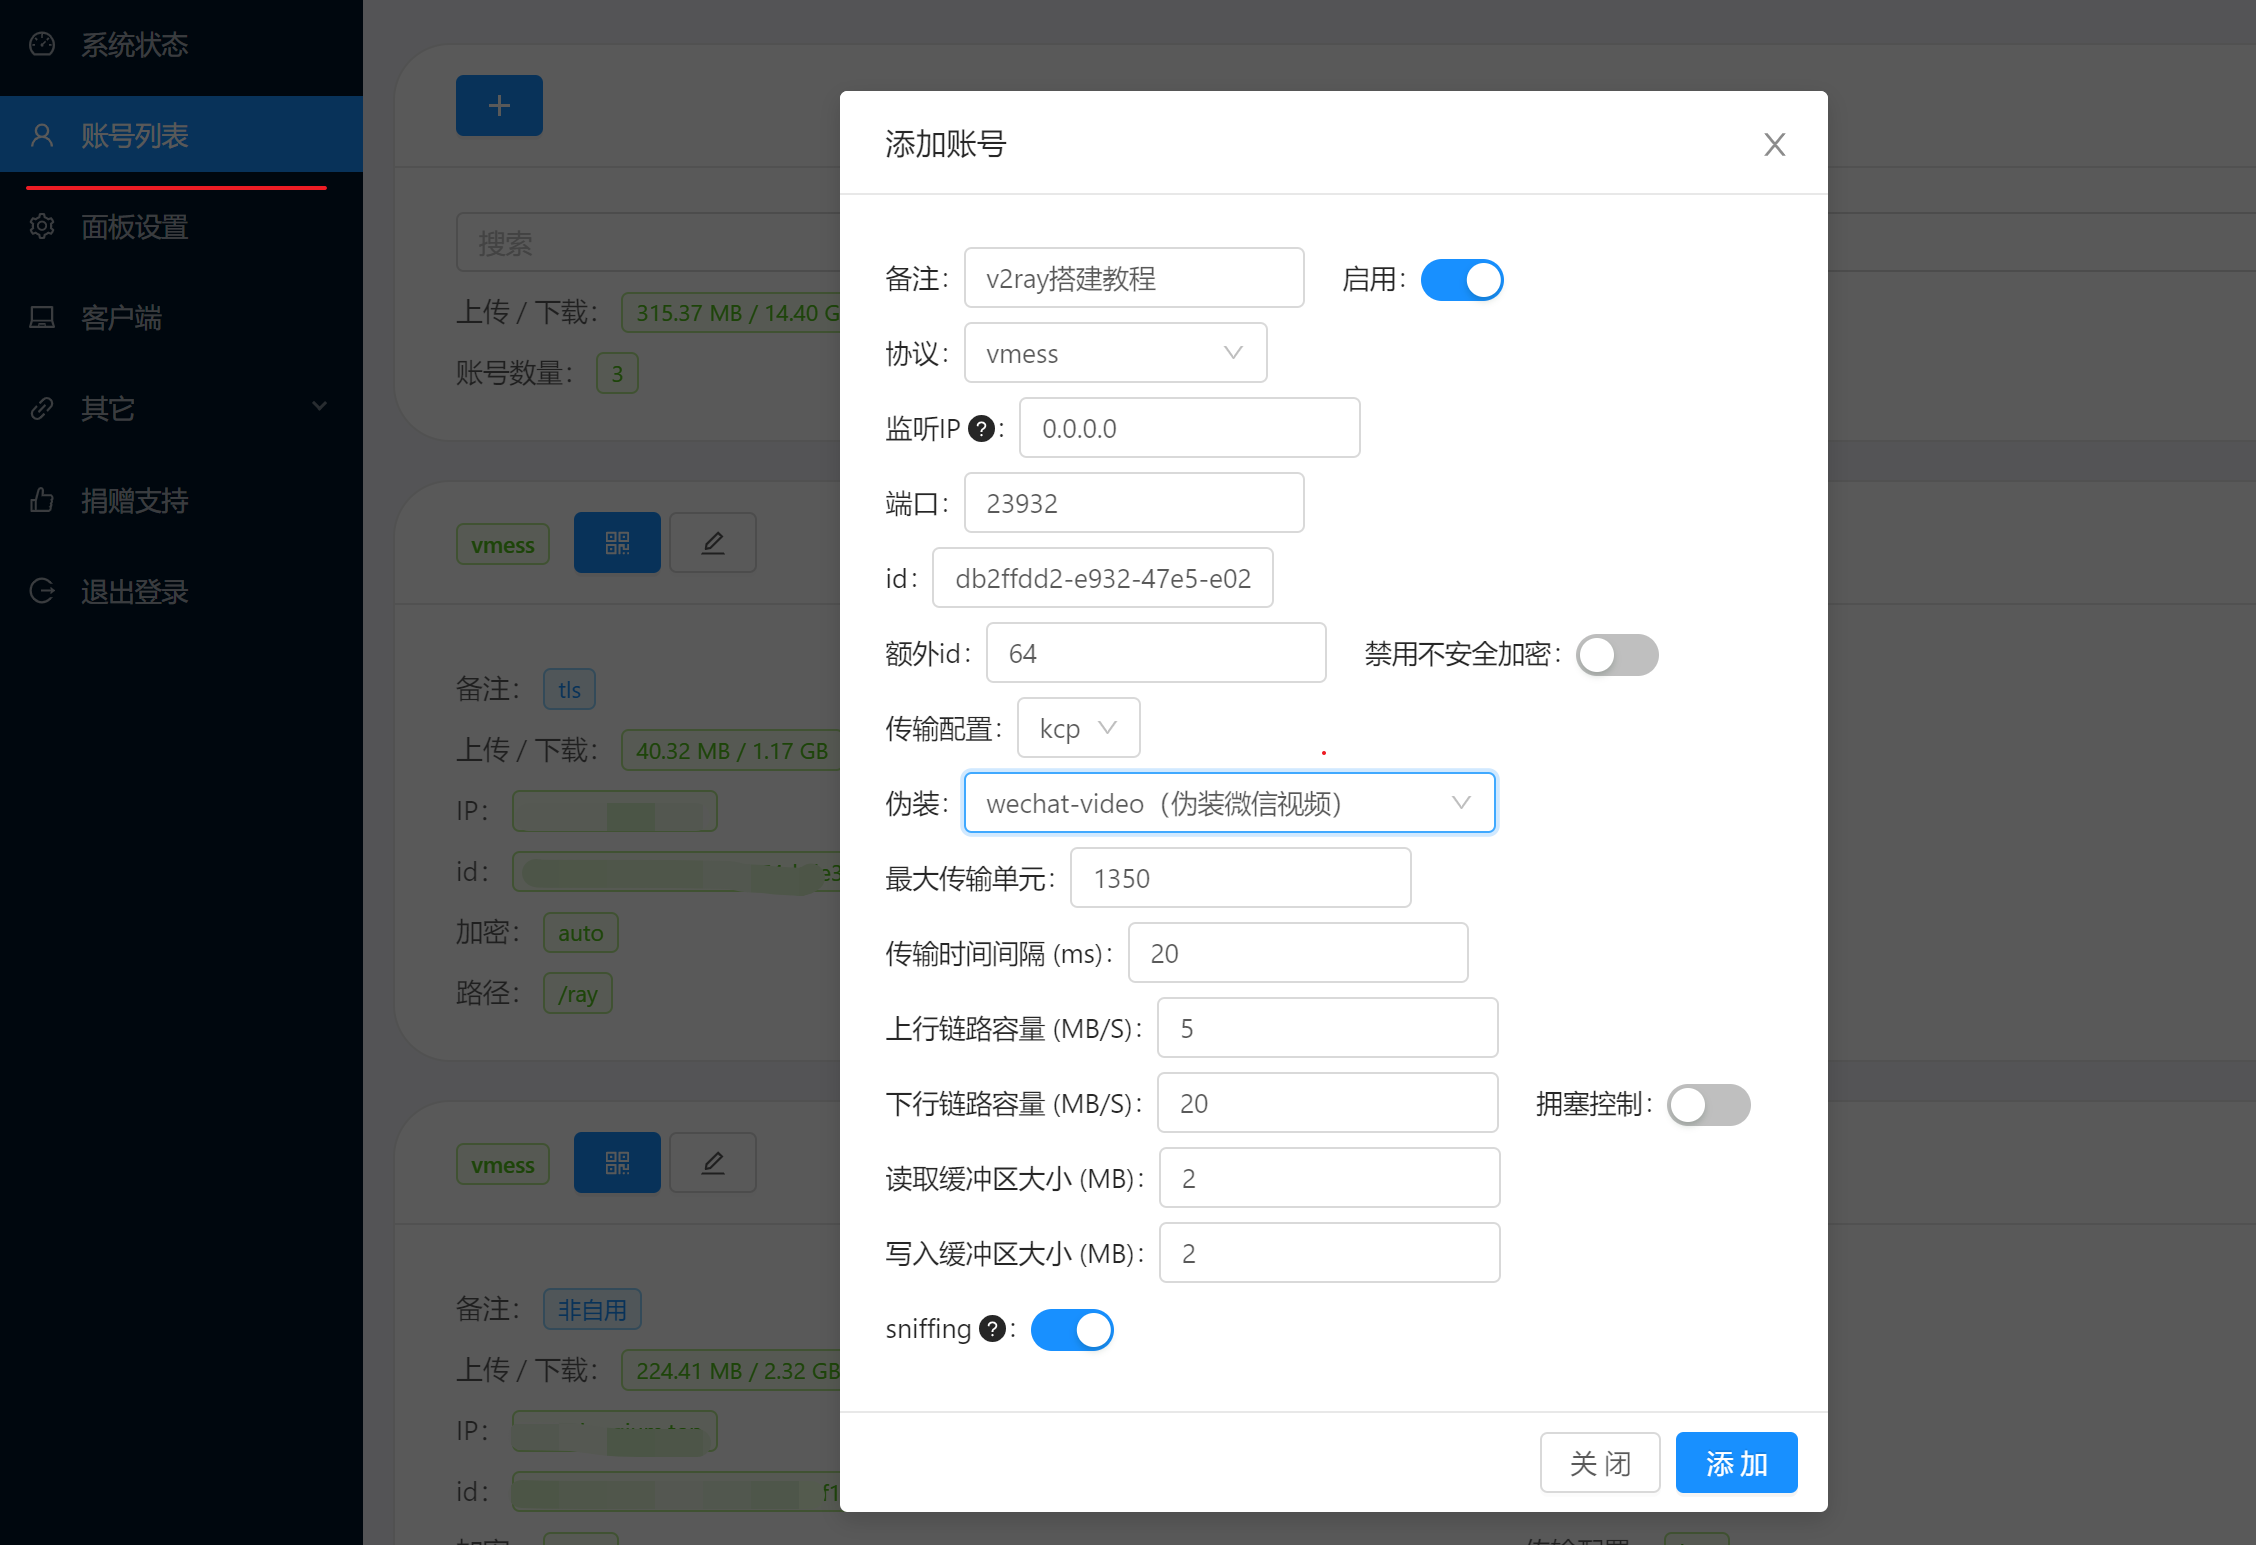 系统状态
账号列表
面板设置
客户端
其它
捐赠支持
退出登录
搜索
上传 / 下载：
315.37 MB / 14.40 G
账号数量：
3
vmess
备注：
tls
上传 / 下载：
40.32 MB / 1.17 GB
IP：
id：
加密：
auto
路径：
/ray
vmess
备注：
非自用
上传 / 下载：
224.41 MB / 2.32 GB
IP：
id：
f1
添加账号
备注：
v2ray搭建教程
启用：
协议：
vmess
监听IP ?：
0.0.0.0
端口：
23932
id：
db2ffdd2-e932-47e5-e02
额外id：
64
禁用不安全加密：
传输配置：
kcp
伪装：
wechat-video（伪装微信视频）
最大传输单元：
1350
传输时间间隔 (ms)：
20
上行链路容量 (MB/S)：
5
下行链路容量 (MB/S)：
20
拥塞控制：
读取缓冲区大小 (MB)：
2
写入缓冲区大小 (MB)：
2
sniffing ?：
关 闭
添 加